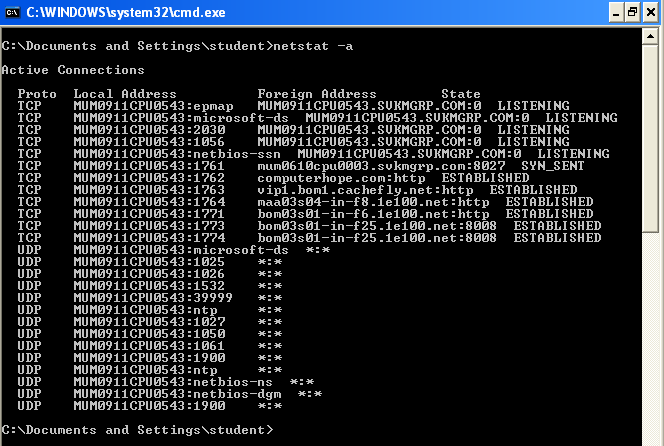 C:\WINDOWS\system32\cmd.exe
C:\Documents and Settings\student>netstat -a
Active Connections
Proto  Local Address          Foreign Address        State
TCP    MUM0911CPU0543:epmap   MUM0911CPU0543.SVKMGRP.COM:0  LISTENING
TCP    MUM0911CPU0543:microsoft-ds  MUM0911CPU0543.SVKMGRP.COM:0  LISTENING
TCP    MUM0911CPU0543:2030    MUM0911CPU0543.SVKMGRP.COM:0  LISTENING
TCP    MUM0911CPU0543:1056    MUM0911CPU0543.SVKMGRP.COM:0  LISTENING
TCP    MUM0911CPU0543:netbios-ssn  MUM0911CPU0543.SVKMGRP.COM:0  LISTENING
TCP    MUM0911CPU0543:1761    mum0610cpu0003.svkmgrp.com:8027  SYN_SENT
TCP    MUM0911CPU0543:1762    computerhope.com:http  ESTABLISHED
TCP    MUM0911CPU0543:1763    vip1.bom1.cachefly.net:http  ESTABLISHED
TCP    MUM0911CPU0543:1764    maa03s04-in-f8.1e100.net:http  ESTABLISHED
TCP    MUM0911CPU0543:1771    bom03s01-in-f6.1e100.net:http  ESTABLISHED
TCP    MUM0911CPU0543:1773    bom03s01-in-f25.1e100.net:8008  ESTABLISHED
TCP    MUM0911CPU0543:1774    bom03s01-in-f25.1e100.net:8008  ESTABLISHED
UDP    MUM0911CPU0543:microsoft-ds  *:*
UDP    MUM0911CPU0543:1025    *:*
UDP    MUM0911CPU0543:1026    *:*
UDP    MUM0911CPU0543:1532    *:*
UDP    MUM0911CPU0543:39999   *:*
UDP    MUM0911CPU0543:ntp     *:*
UDP    MUM0911CPU0543:1027    *:*
UDP    MUM0911CPU0543:1050    *:*
UDP    MUM0911CPU0543:1061    *:*
UDP    MUM0911CPU0543:1900    *:*
UDP    MUM0911CPU0543:ntp     *:*
UDP    MUM0911CPU0543:netbios-ns  *:*
UDP    MUM0911CPU0543:netbios-dgm  *:*
UDP    MUM0911CPU0543:1900    *:*
C:\Documents and Settings\student>